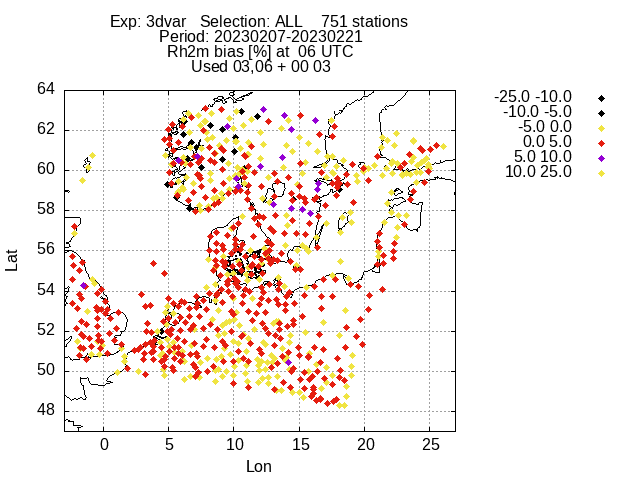 Exp: 3dvar   Selection: ALL    751 stations
Period: 20230207-20230221
Rh2m bias [%] at  06 UTC
Used 03,06 + 00 03
-25.0 -10.0
-10.0 -5.0
-5.0 0.0
0.0 5.0
5.0 10.0
10.0 25.0
64
62
60
58
56
54
52
50
48
Lat
0 5 10 15 20 25
Lon